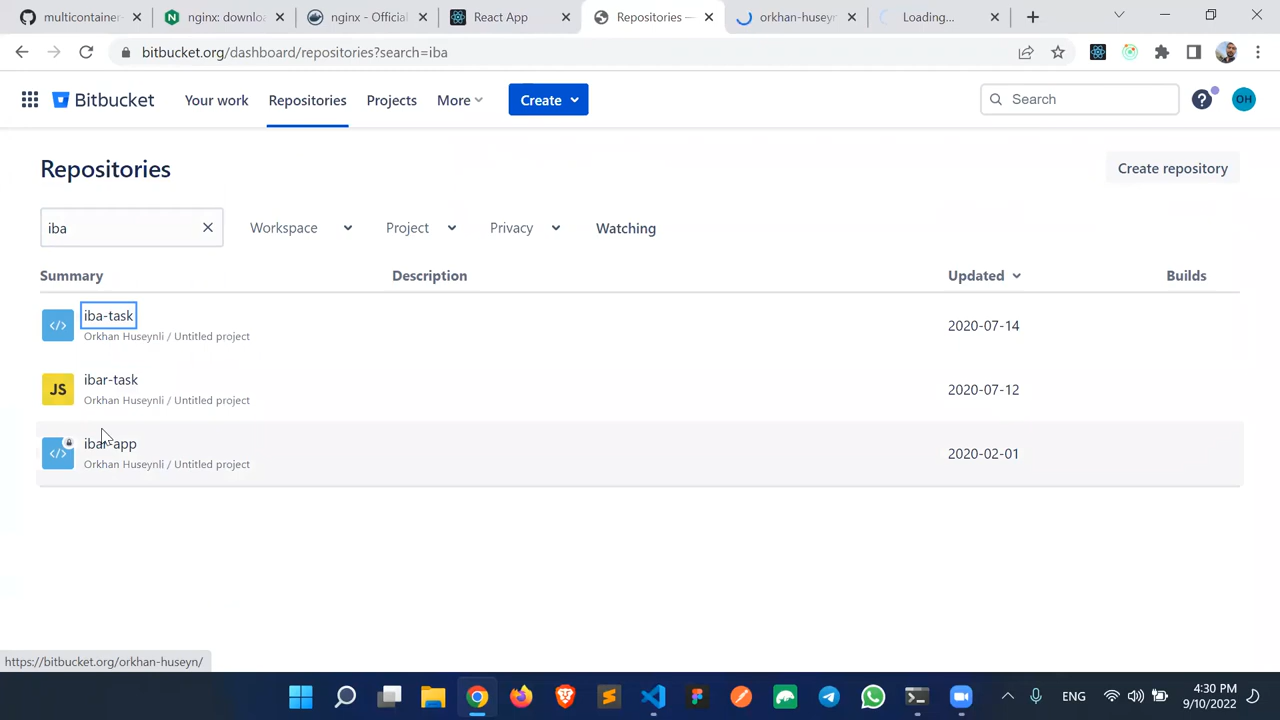 multicontainer
nginx: downlo
nginx - Official
React App
Repositories —
orkhan-huseyn
Loading...
bitbucket.org/dashboard/repositories?search=iba
Bitbucket
Your work
Repositories
Projects
More
Create
Search
OH
Repositories
Create repository
iba
Workspace
Project
Privacy
Watching
Summary
Description
Updated
Builds
iba-task
Orkhan Huseynli / Untitled project
2020-07-14
JS
ibar-task
Orkhan Huseynli / Untitled project
2020-07-12
ibar-app
Orkhan Huseynli / Untitled project
2020-02-01
https://bitbucket.org/orkhan-huseyn/
ENG
4:30 PM
9/10/2022